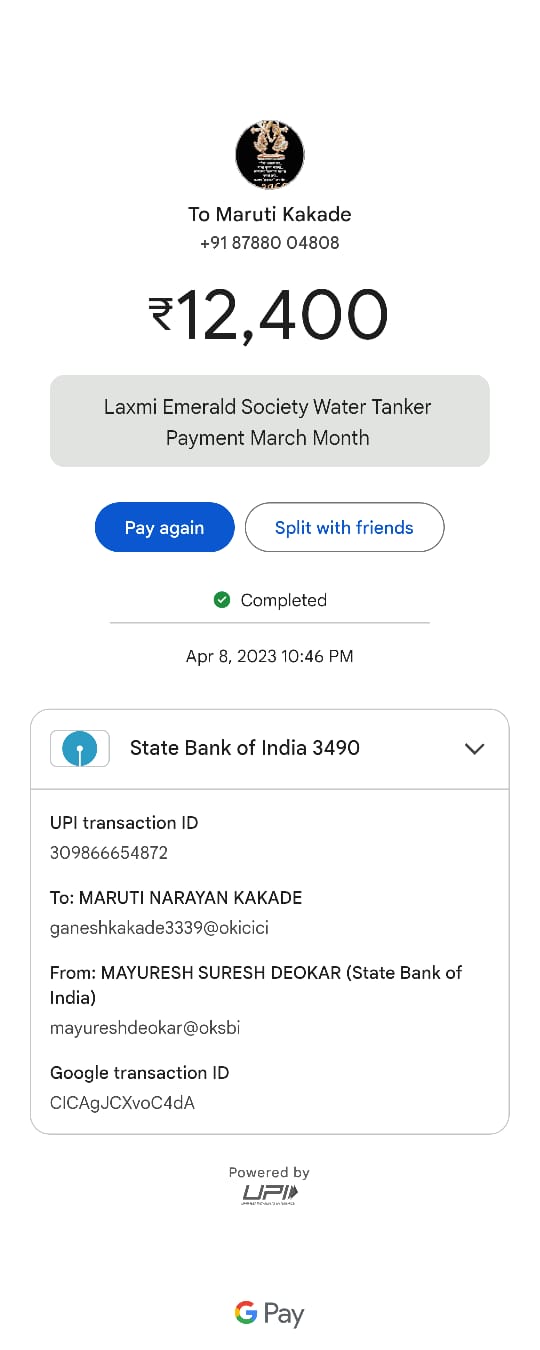 To Maruti Kakade
+91 87880 04808
₹12,400
Laxmi Emerald Society Water Tanker
Payment March Month
Pay again
Split with friends
Completed
Apr 8, 2023 10:46 PM
State Bank of India 3490
UPI transaction ID
309866654872
To: MARUTI NARAYAN KAKADE
ganeshkakade3339@okicici
From: MAYURESH SURESH DEOKAR (State Bank of
India)
mayureshdeokar@oksbi
Google transaction ID
CICAgJCXvoC4dA
Powered by
UPI
G Pay